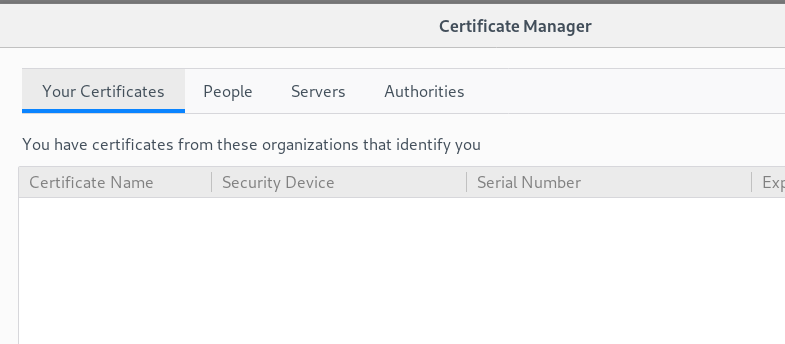 Certificate Manager
Your Certificates People Servers Authorities
You have certificates from these organizations that identify you
Certificate Name Security Device Serial Number Exp